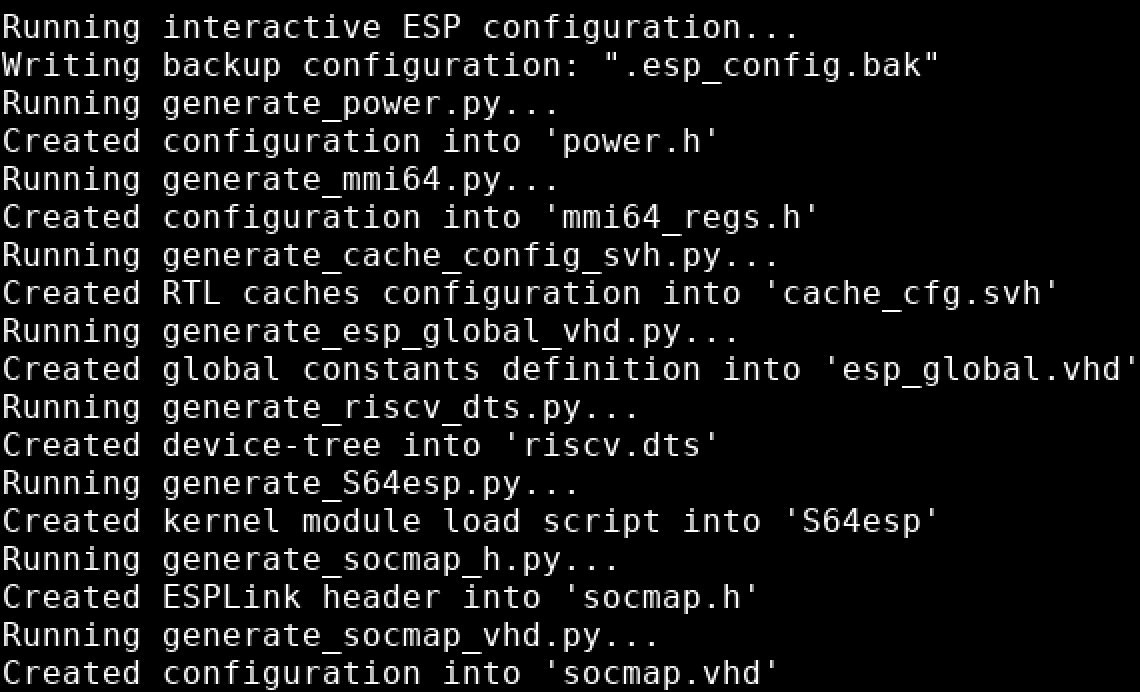 Running interactive ESP configuration...
Writing backup configuration: ".esp_config.bak"
Running generate_power.py...
Created configuration into 'power.h'
Running generate_mmi64.py...
Created configuration into 'mmi64_regs.h'
Running generate_cache_config_svh.py...
Created RTL caches configuration into 'cache_cfg.svh'
Running generate_esp_global_vhd.py...
Created global constants definition into 'esp_global.vhd'
Running generate_riscv_dts.py...
Created device-tree into 'riscv.dts'
Running generate_S64esp.py...
Created kernel module load script into 'S64esp'
Running generate_socmap_h.py...
Created ESPLink header into 'socmap.h'
Running generate_socmap_vhd.py...
Created configuration into 'socmap.vhd'